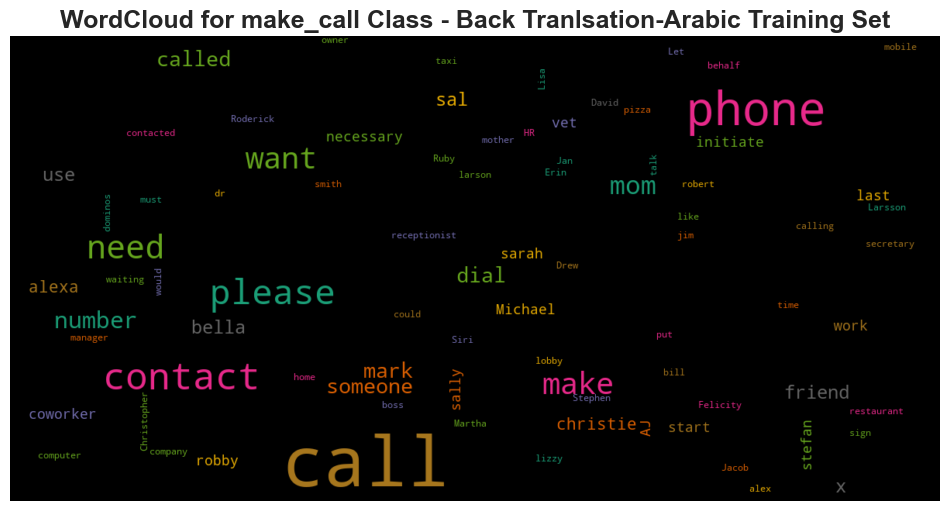 WordCloud for make_call Class - Back Tranlsation-Arabic Training Set
owner
Let
mobile
called
taxi
behalf
Lisa
sal
David
pizza
phone
Roderick
contacted
necessary
mother
HR
vet
initiate
want
Ruby
Jan
talk
use
larson
Erin
smith
mom
robert
dr
must
last
dominos
Larsson
like
calling
need
receptionist
jim
secretary
sarah
Drew
waiting
would
dial
alexa
please
Michael
time
number
could
bella
work
manager
Siri
put
lobby
contact
home
mark
someone
sally
make
bill
Stephen
friend
boss
Felicity
coworker
Christopher
restaurant
Martha
christie
AJ
start
stefan
sign
call
computer
company
robby
lizzy
Jacob
alex
x